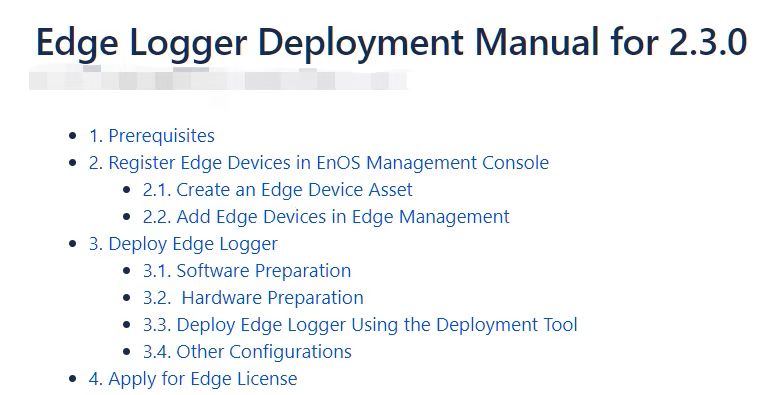 Edge Logger Deployment Manual for 2.3.0
• 1. Prerequisites
• 2. Register Edge Devices in EnOS Management Console
• 2.1. Create an Edge Device Asset
• 2.2. Add Edge Devices in Edge Management
• 3. Deploy Edge Logger
• 3.1. Software Preparation
• 3.2.  Hardware Preparation
• 3.3. Deploy Edge Logger Using the Deployment Tool
• 3.4. Other Configurations
• 4. Apply for Edge License